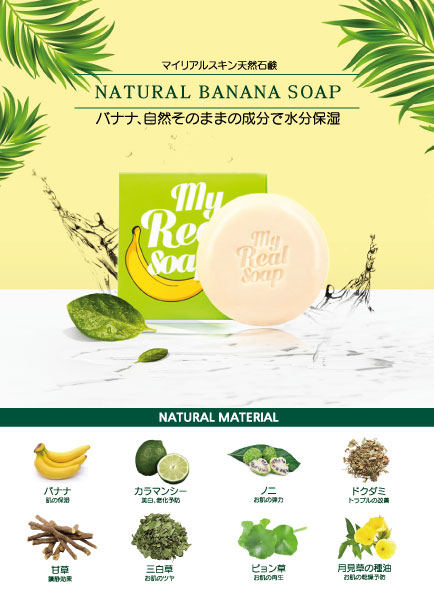 マイリアルスキン天然石鹸
NATURAL BANANA SOAP
バナナ、自然そのままの成分で水分保湿
My
Real
Soap
My
Real
Soap
NATURAL MATERIAL
バナナ
肌の保湿
カラマンシー
美白、老化予防
ノニ
お肌の弾力
ドクダミ
トラブルの改善
甘草
鎮静効果
三白草
お肌のツヤ
ピョン草
お肌の再生
月見草の種油
お肌の乾燥予防